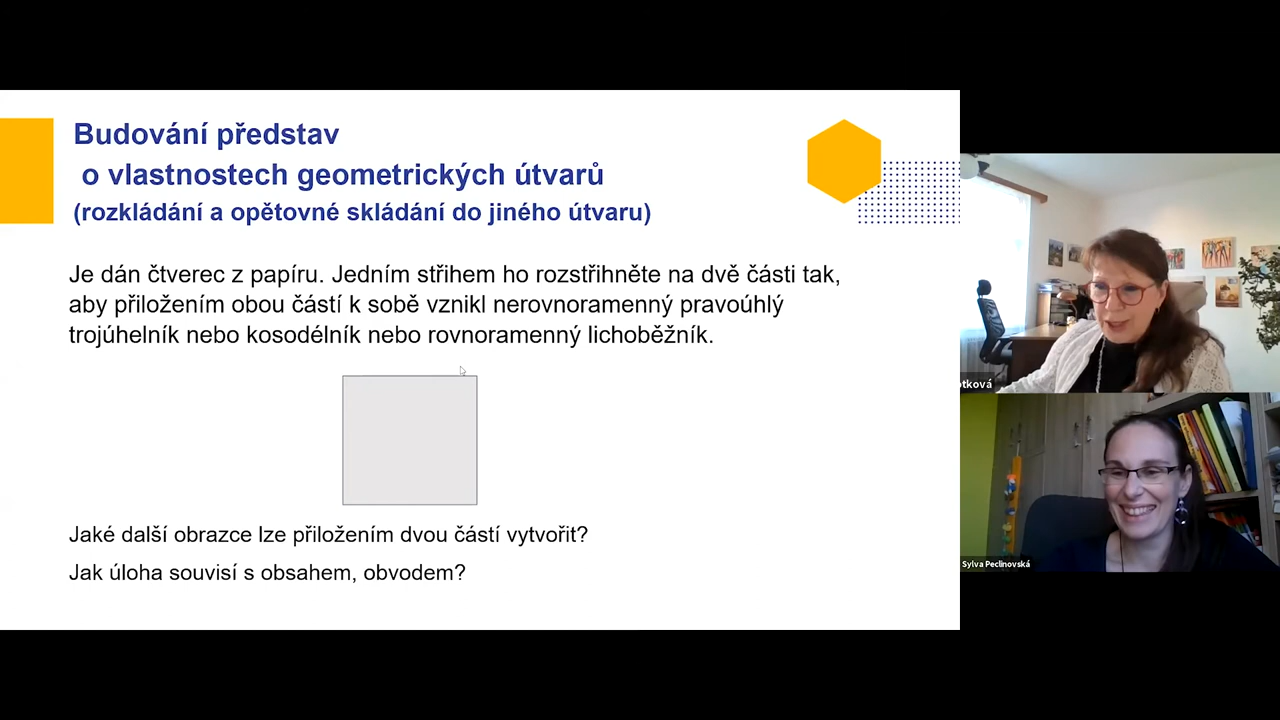 Budování představ
o vlastnostech geometrických útvarů
(rozkládání a opětovné skládání do jiného útvaru)
Je dán čtverec z papíru. Jedním střihem ho rozstřihněte na dvě části tak,
aby přiložením obou částí k sobě vznikl nerovnoramenný pravoúhlý
trojúhelník nebo kosodélník nebo rovnoramenný lichoběžník.
Jaké další obrazce lze přiložením dvou částí vytvořit?
Jak úloha souvisí s obsahem, obvodem?
otková
Sylva Peclinovská